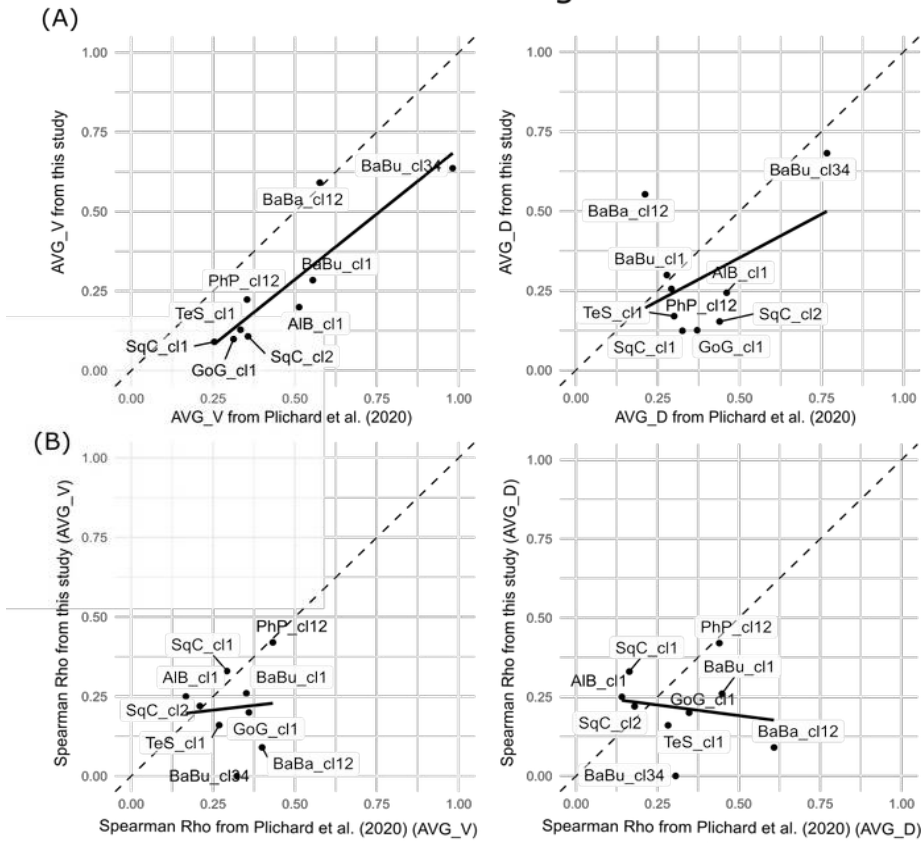 g
(A)
1.00
0.75
0.50
0.25
0.00
AVG_V from this study
BaBu_cl34
BaBa_cl12
BaBu_cl1
PhP_cl12
TeS_cl1
AlB_cl1
SqC_cl1
SqC_cl2
GoG_cl1
0.00 0.25 0.50 0.75 1.00
AVG_V from Plichard et al. (2020)
1.00
0.75
0.50
0.25
0.00
AVG_D from this study
BaBu_cl34
BaBa_cl12
BaBu_cl1
AlB_cl1
PhP_cl12
TeS_cl1
SqC_cl2
SqC_cl1
GoG_cl1
0.00 0.25 0.50 0.75 1.00
AVG_D from Plichard et al. (2020)
(B)
1.00
0.75
0.50
0.25
0.00
Spearman Rho from this study (AVG_V)
PhP_cl12
SqC_cl1
AlB_cl1
BaBu_cl1
SqC_cl2
GoG_cl1
TeS_cl1
BaBa_cl12
BaBu_cl34
0.00 0.25 0.50 0.75 1.00
Spearman Rho from Plichard et al. (2020) (AVG_V)
1.00
0.75
0.50
0.25
0.00
Spearman Rho from this study (AVG_D)
PhP_cl12
SqC_cl1
BaBu_cl1
AlB_cl1
GoG_cl1
SqC_cl2
BaBa_cl12
TeS_cl1
BaBu_cl34
0.00 0.25 0.50 0.75 1.00
Spearman Rho from Plichard et al. (2020) (AVG_D)